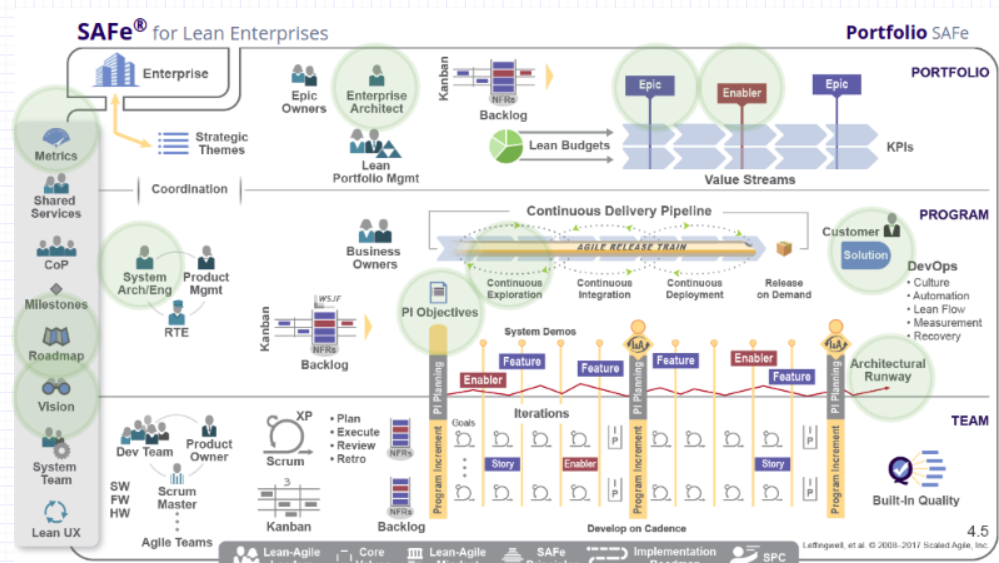 SAFe® for Lean Enterprises
Portfolio SAFe
PORTFOLIO
Enterprise
Strategic
Themes
Epic
Owners
Enterprise
Architect
Lean
Portfolio Mgmt
Kanban
NFRs
Backlog
Lean Budgets
Epic
Enabler
Epic
KPIs
Value Streams
Coordination
Metrics
Shared
Services
CoP
Milestones
Roadmap
Vision
System
Team
Lean UX
PROGRAM
System
Arch/Eng
Product
Mgmt
RTE
Business
Owners
Kanban
WSJF
NFRs
Backlog
Continuous Delivery Pipeline
AGILE RELEASE TRAIN
Continuous
Exploration
Continuous
Integration
Continuous
Deployment
Release
on Demand
Customer
Solution
DevOps
• Culture
• Automation
• Lean Flow
• Measurement
• Recovery
PI Objectives
System Demos
Enabler
Feature
Feature
Feature
Enabler
Feature
PI Planning
I&A
PI Planning
I&A
PI Planning
Architectural
Runway
TEAM
Dev Team
Product
Owner
Scrum
Master
SW
FW
HW
Agile Teams
XP
Scrum
• Plan
• Execute
• Review
• Retro
3
Kanban
NFRs
NFRs
Backlog
Iterations
Goals
Story
Enabler
Story
I
P
I
P
I
P
I
P
Program Increment
Program Increment
Program Increment
Develop on Cadence
Built-In Quality
4.5
Leffingwell, et al. © 2008–2017 Scaled Agile, Inc.
Lean-Agile
Core
Lean-Agile
SAFe
Implementation
SPC